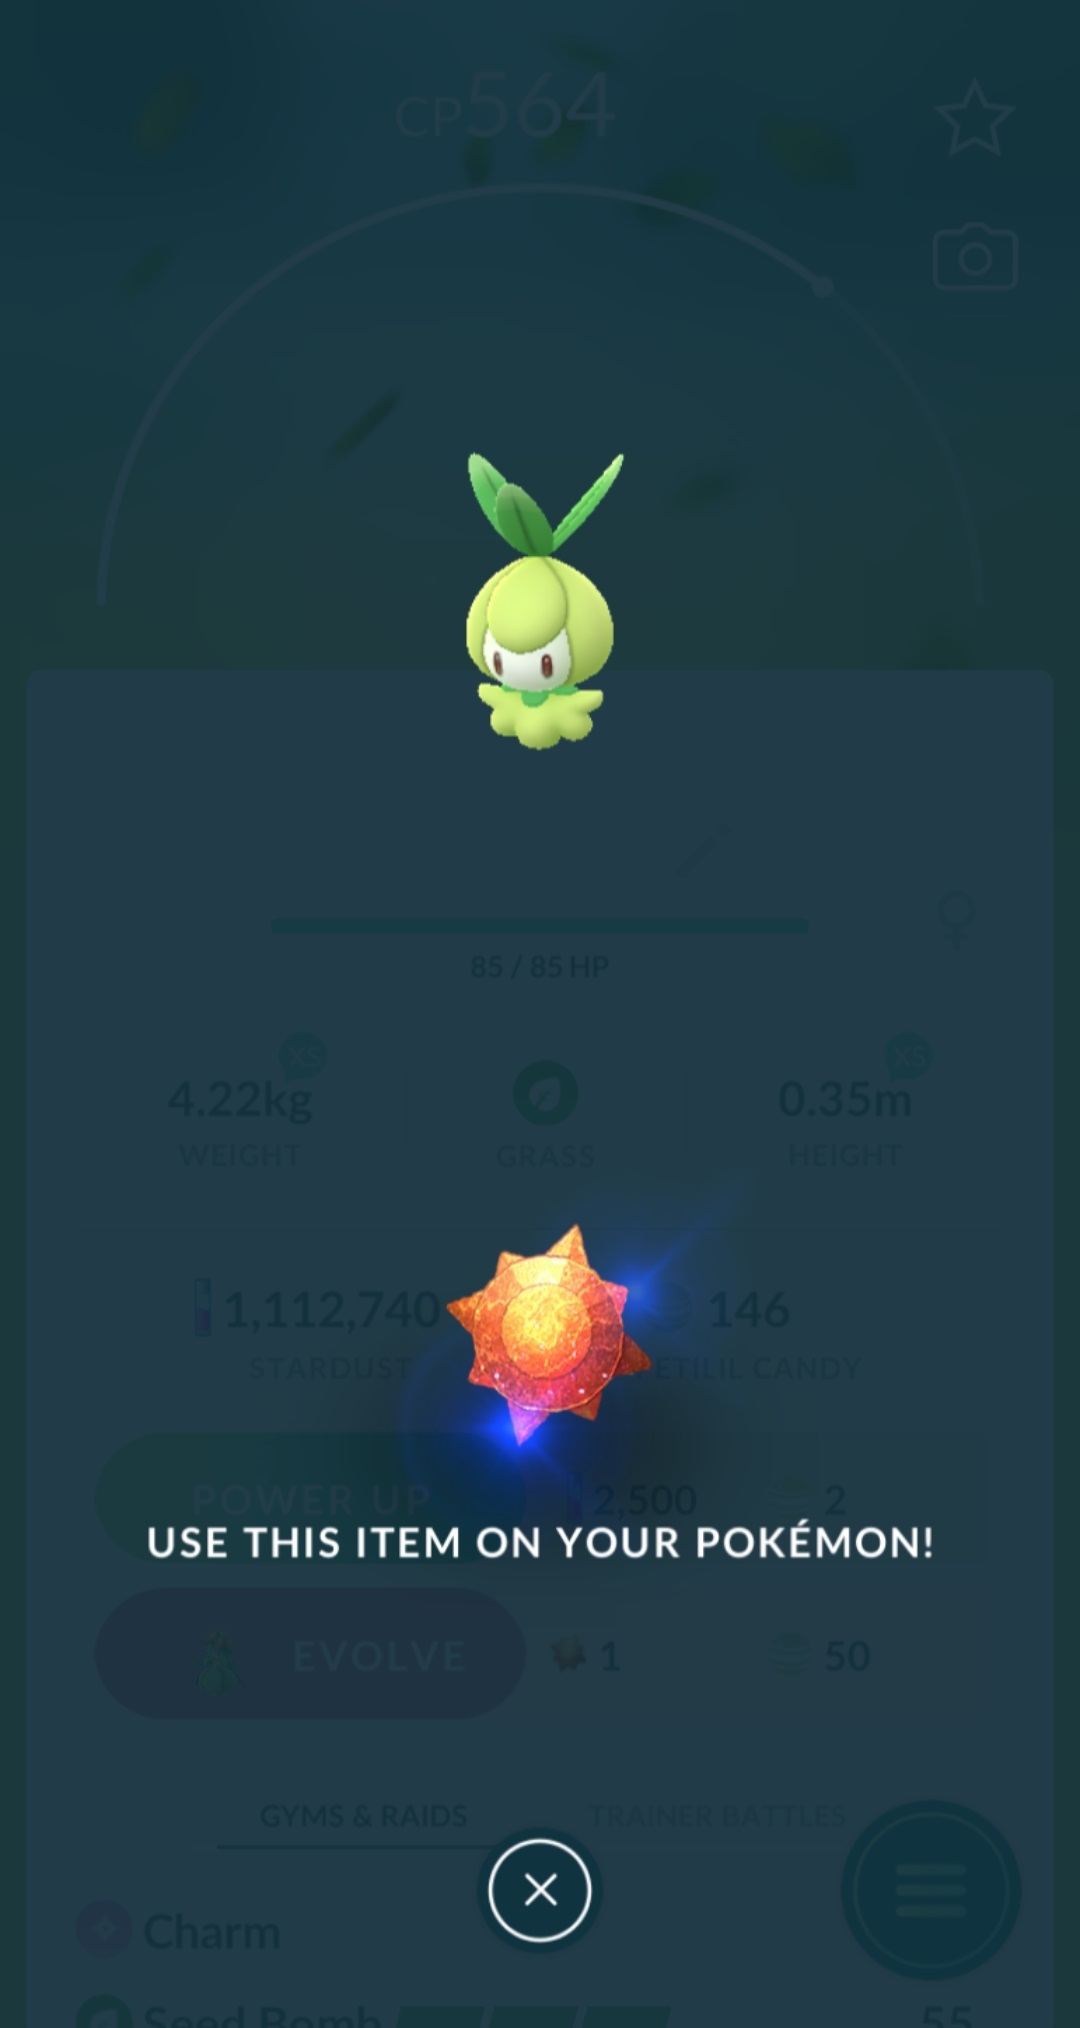 CP564
85 / 85 HP
XS
XS
4.22kg
0.35m
WEIGHT
GRASS
HEIGHT
1,112,740
146
STARDUST
ETILIL CANDY
POWER UP
2,500
2
USE THIS ITEM ON YOUR POKÉMON!
EVOLVE
1
50
GYMS & RAIDS
TRAINER BATTLES
Charm
Seed Bomb
55